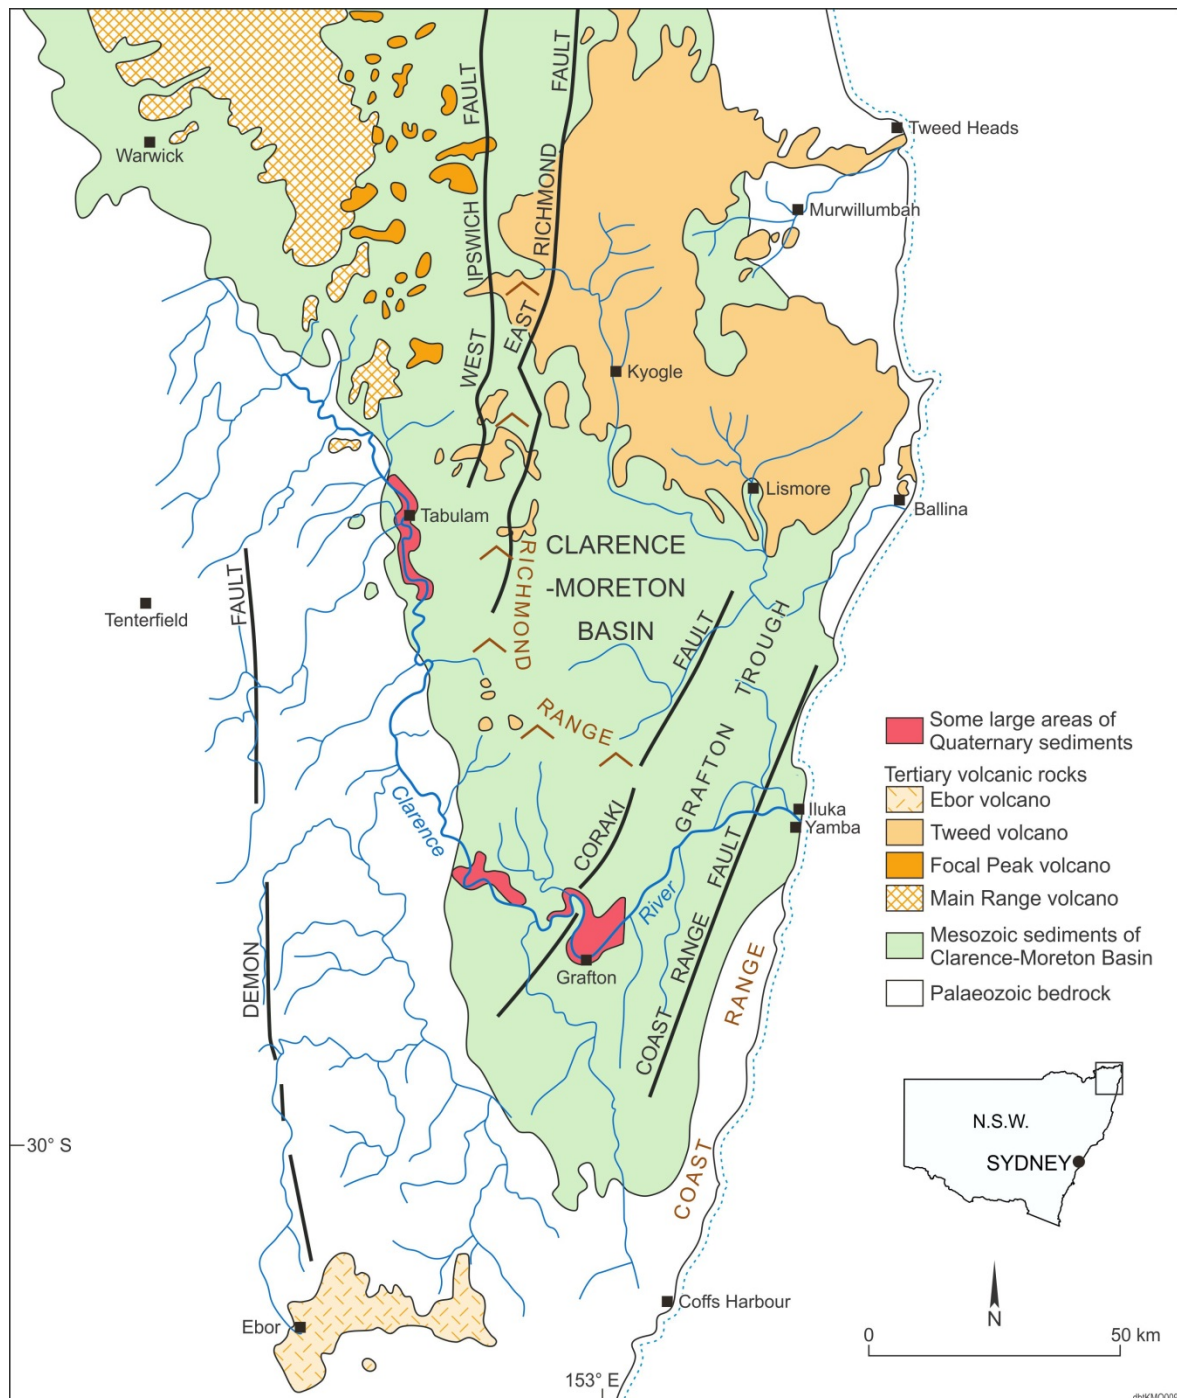 Warwick
Tweed Heads
Murwillumbah
WEST IPSWICH FAULT
EAST RICHMOND FAULT
Kyogle
Lismore
Ballina
Tabulam
Tenterfield
CLARENCE
-MORETON
BASIN
RICHMOND
RANGE
DEMON FAULT
CORAKI FAULT
GRAFTON TROUGH
COAST RANGE FAULT
COAST RANGE
Clarence
River
Iluka
Yamba
Grafton
Ebor
Coffs Harbour
30° S
153° E
Some large areas of
Quaternary sediments
Tertiary volcanic rocks
Ebor volcano
Tweed volcano
Focal Peak volcano
Main Range volcano
Mesozoic sediments of
Clarence-Moreton Basin
Palaeozoic bedrock
N.S.W.
SYDNEY
N
0
50 km